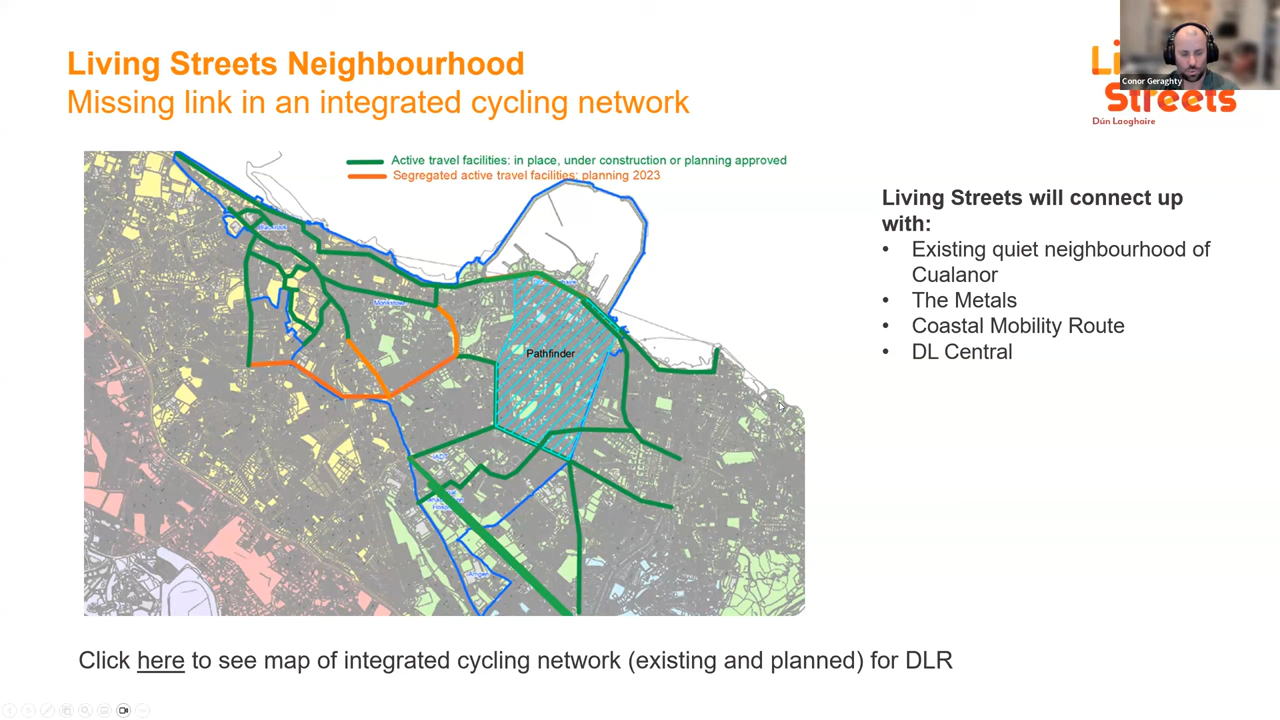 Living Streets Neighbourhood
Missing link in an integrated cycling network
Li
Conor Geraghty
Streets
Dún Laoghaire
Active travel facilities: in place, under construction or planning approved
Segregated active travel facilities: planning 2023
Monkstown
Pathfinder
IADT
Living Streets will connect up
with:
• Existing quiet neighbourhood of
Cualanor
• The Metals
• Coastal Mobility Route
• DL Central
Click here to see map of integrated cycling network (existing and planned) for DLR